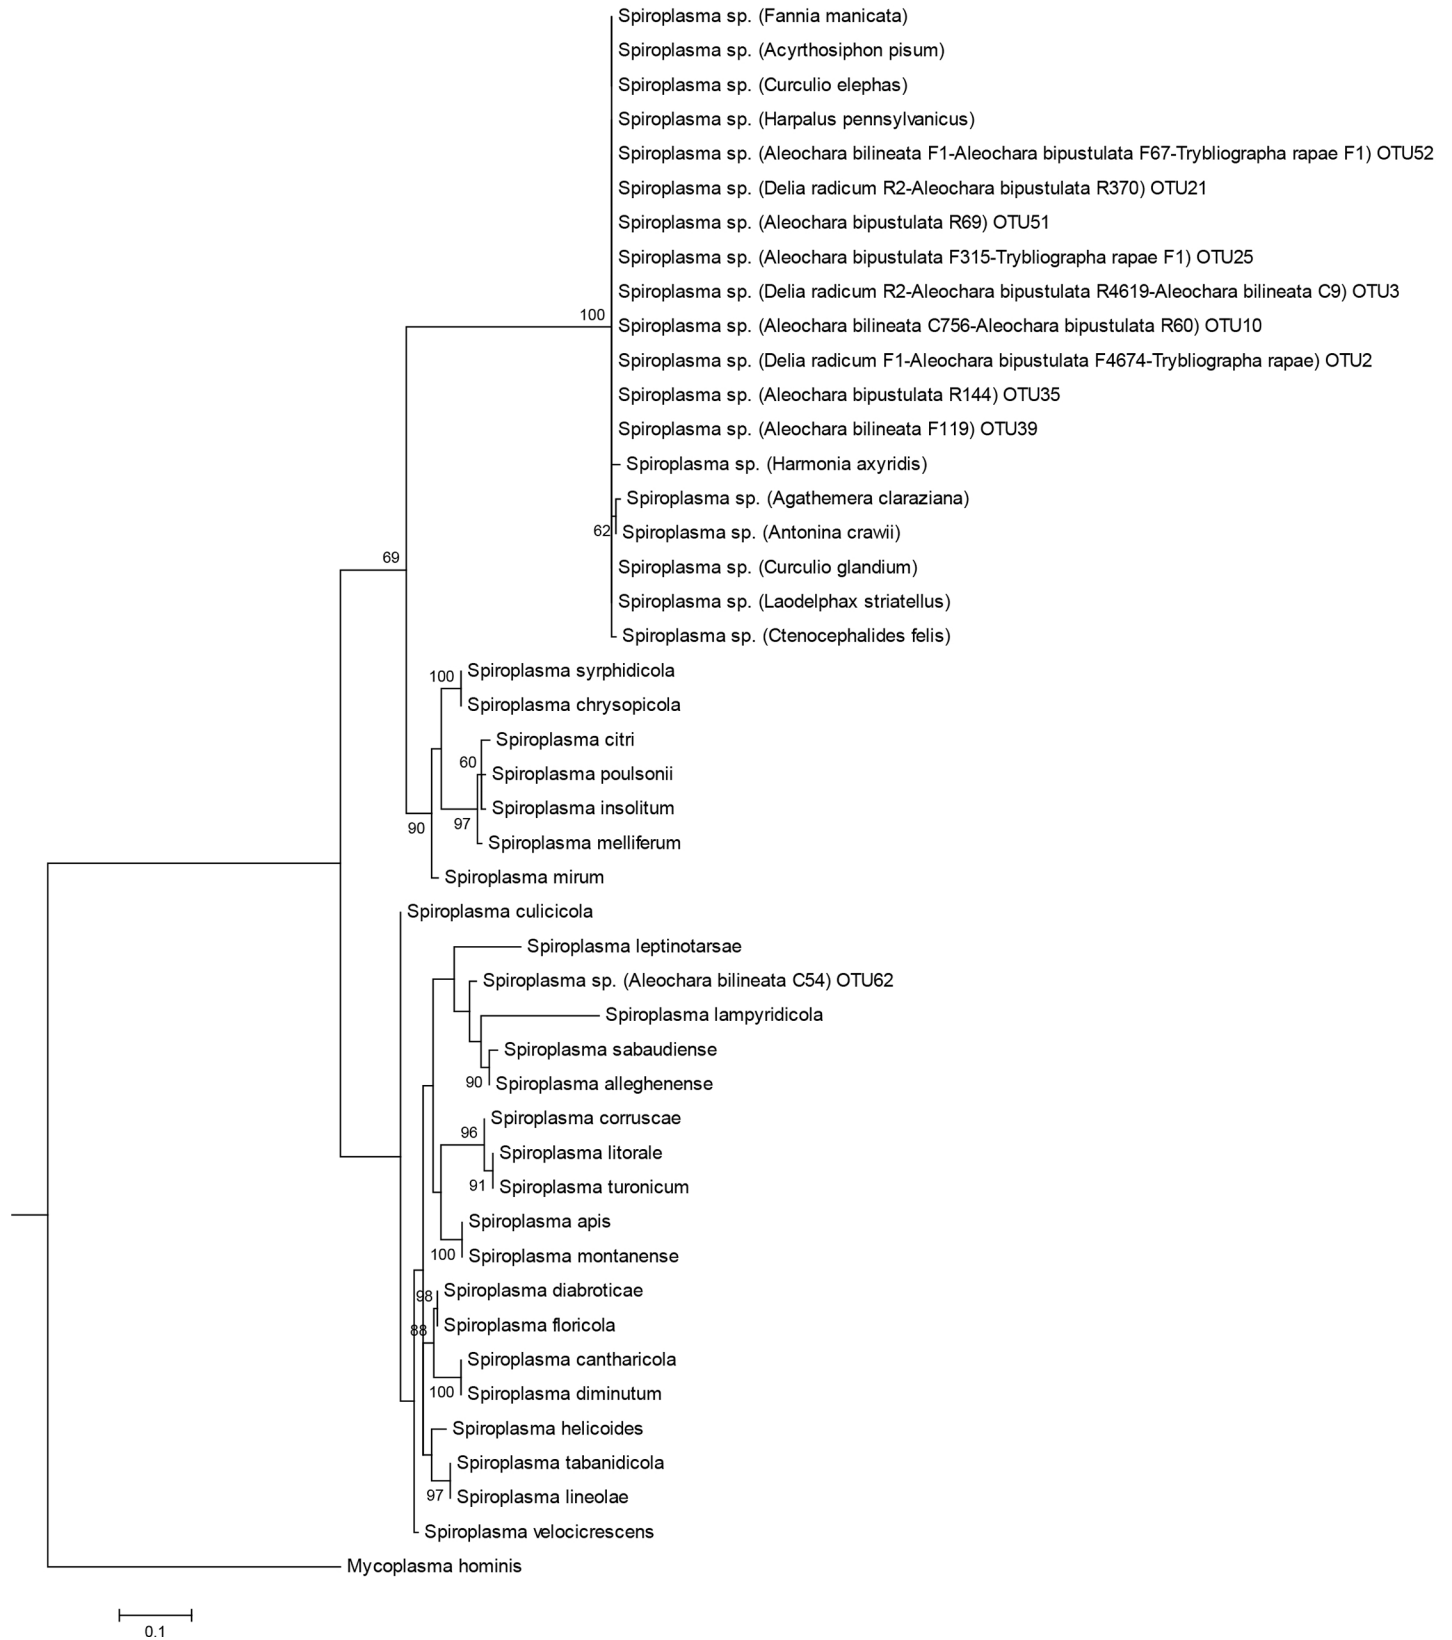 Spiroplasma sp. (Fannia manicata)
Spiroplasma sp. (Acyrthosiphon pisum)
Spiroplasma sp. (Curculio elephas)
Spiroplasma sp. (Harpalus pennsylvanicus)
Spiroplasma sp. (Aleochara bilineata F1-Aleochara bipustulata F67-Trybliographa rapae F1) OTU52
Spiroplasma sp. (Delia radicum R2-Aleochara bipustulata R370) OTU21
Spiroplasma sp. (Aleochara bipustulata R69) OTU51
Spiroplasma sp. (Aleochara bipustulata F315-Trybliographa rapae F1) OTU25
Spiroplasma sp. (Delia radicum R2-Aleochara bipustulata R4619-Aleochara bilineata C9) OTU3
100
Spiroplasma sp. (Aleochara bilineata C756-Aleochara bipustulata R60) OTU10
Spiroplasma sp. (Delia radicum F1-Aleochara bipustulata F4674-Trybliographa rapae) OTU2
Spiroplasma sp. (Aleochara bipustulata R144) OTU35
Spiroplasma sp. (Aleochara bilineata F119) OTU39
Spiroplasma sp. (Harmonia axyridis)
Spiroplasma sp. (Agathemera claraziana)
62
Spiroplasma sp. (Antonina crawii)
69
Spiroplasma sp. (Curculio glandium)
Spiroplasma sp. (Laodelphax striatellus)
Spiroplasma sp. (Ctenocephalides felis)
100
Spiroplasma syrphidicola
Spiroplasma chrysopicola
Spiroplasma citri
60
Spiroplasma poulsonii
Spiroplasma insolitum
97
90
Spiroplasma melliferum
Spiroplasma mirum
Spiroplasma culicicola
Spiroplasma leptinotarsae
Spiroplasma sp. (Aleochara bilineata C54) OTU62
Spiroplasma lampyridicola
Spiroplasma sabaudiense
90
Spiroplasma alleghenense
Spiroplasma corruscae
96
Spiroplasma litorale
91
Spiroplasma turonicum
Spiroplasma apis
100
Spiroplasma montanense
Spiroplasma diabroticae
98
Spiroplasma floricola
88
Spiroplasma cantharicola
100
Spiroplasma diminutum
Spiroplasma helicoides
Spiroplasma tabanidicola
97
Spiroplasma lineolae
Spiroplasma velocicrescens
Mycoplasma hominis
0.1